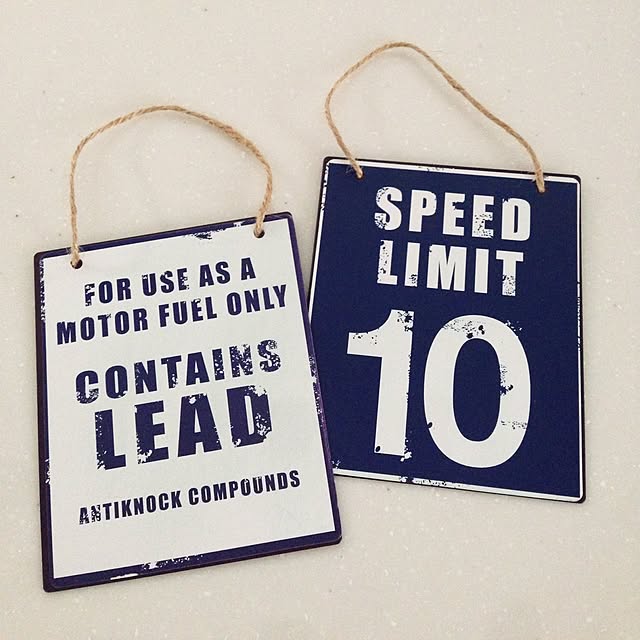 FOR USE AS A
MOTOR FUEL ONLY
CONTAINS
LEAD
ANTIKNOCK COMPOUNDS
SPEED
LIMIT
10